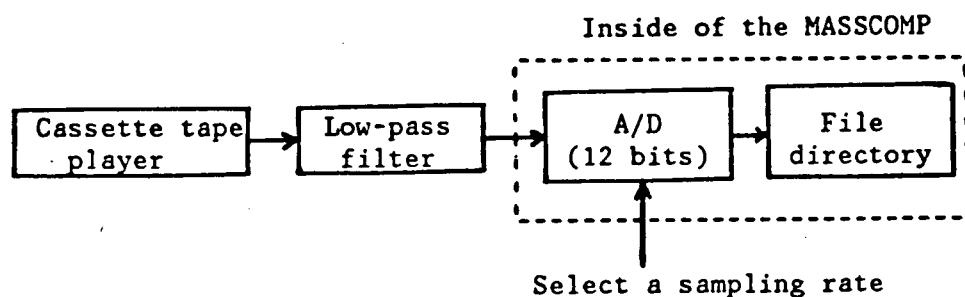 Inside of the MASSCOMP
Cassette tape
player
Low-pass
filter
A/D
(12 bits)
File
directory
Select a sampling rate